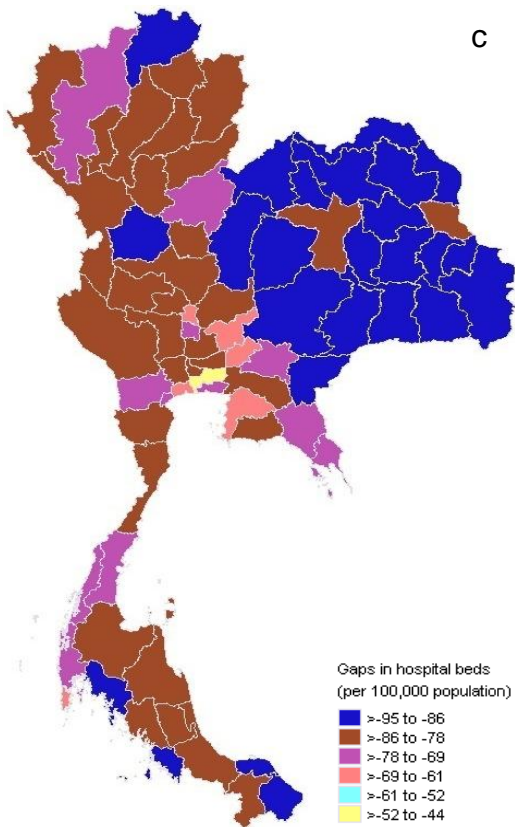 c
Gaps in hospital beds
(per 100,000 population)
>-95 to -86
>-86 to -78
>-78 to -69
>-69 to -61
>-61 to -52
>-52 to -44